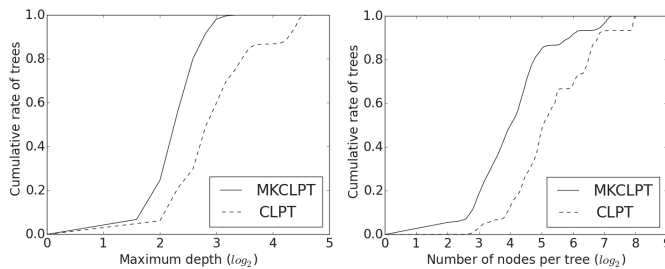 Cumulative rate of trees
1.0
0.8
0.6
0.4
0.2
0.0
0 1 2 3 4 5
Maximum depth (log2)
MKCLPT
CLPT
Cumulative rate of trees
1.0
0.8
0.6
0.4
0.2
0.0
0 1 2 3 4 5 6 7 8 9
Number of nodes per tree (log2)
MKCLPT
CLPT